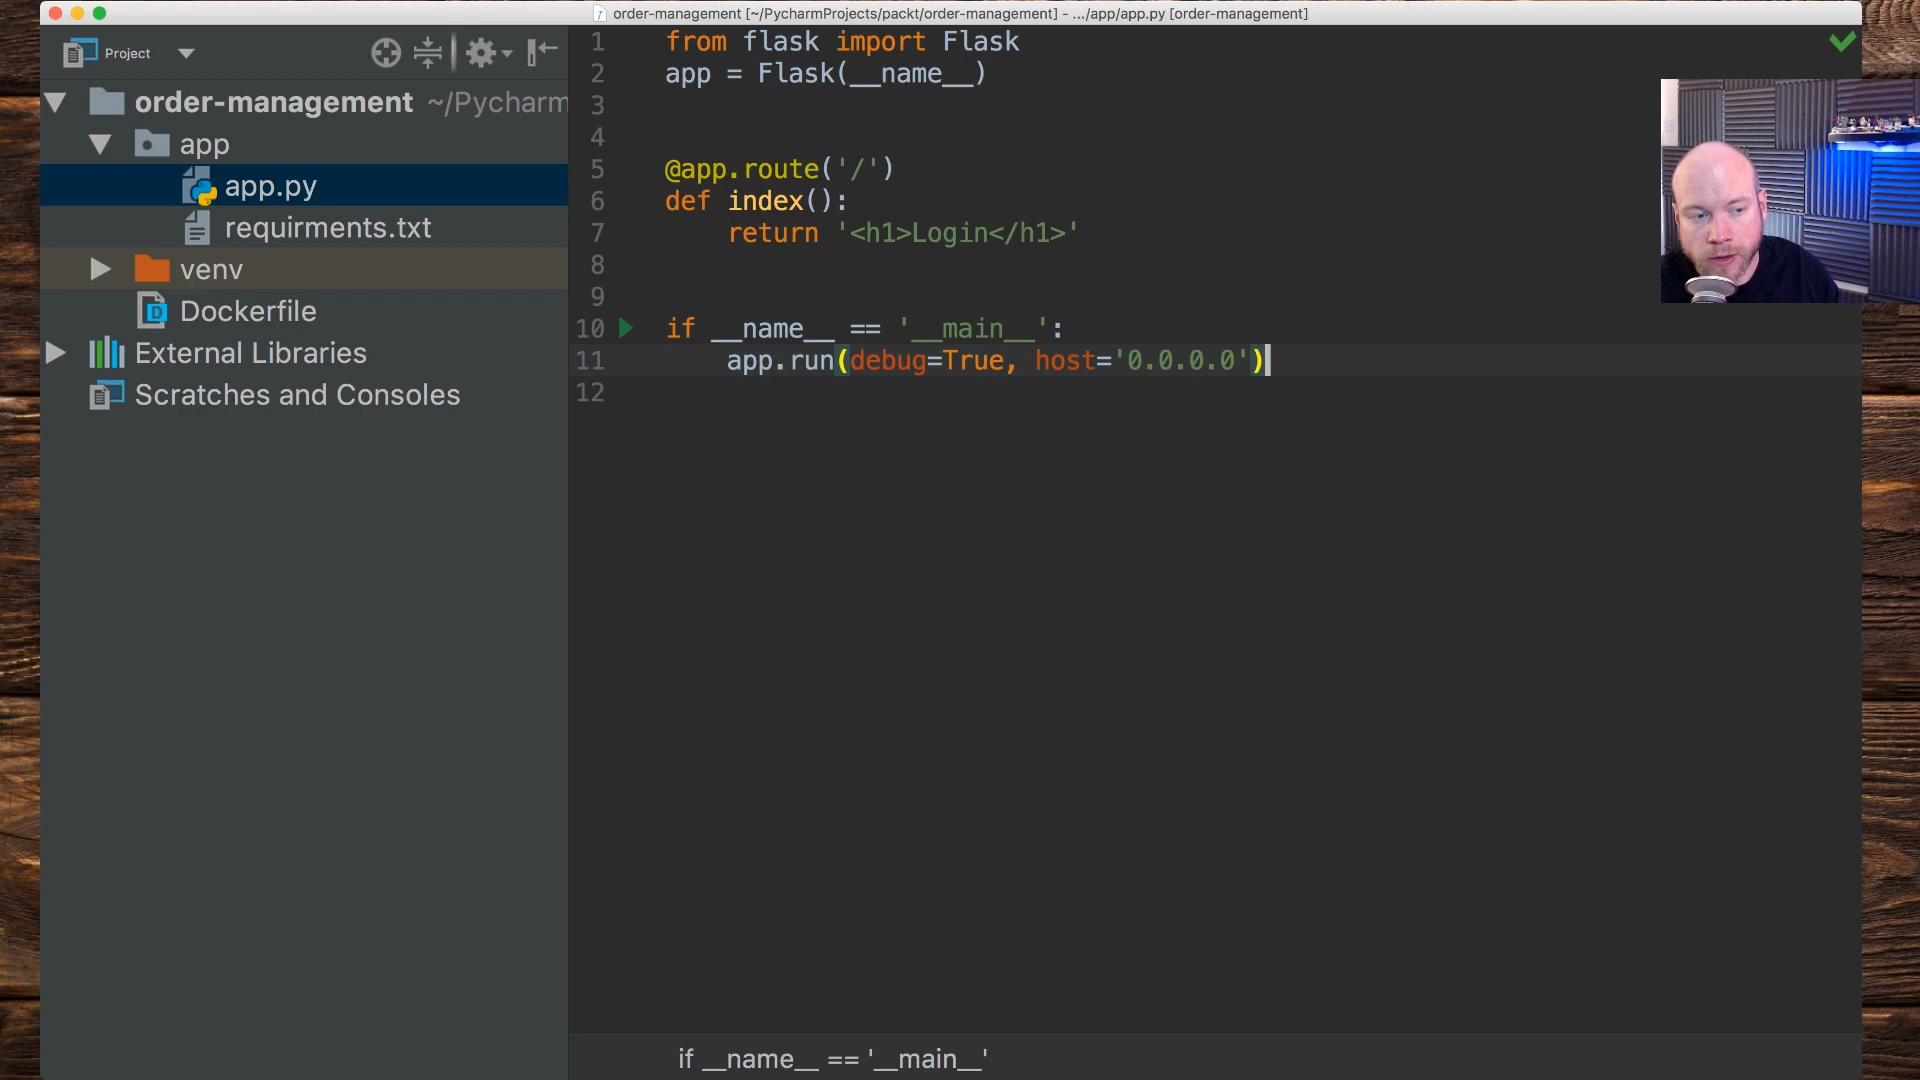 order-management [~/PycharmProjects/packt/order-management] - .../app/app.py [order-management]
Project
order-management ~/Pycharm
app
app.py
requirments.txt
venv
Dockerfile
External Libraries
Scratches and Consoles
1 from flask import Flask
2 app = Flask(__name__)
3
4
5 @app.route('/')
6 def index():
7 return '<h1>Login</h1>'
8
9
10 if __name__ == '__main__':
11 app.run(debug=True, host='0.0.0.0')
12
if __name__ == '__main__'